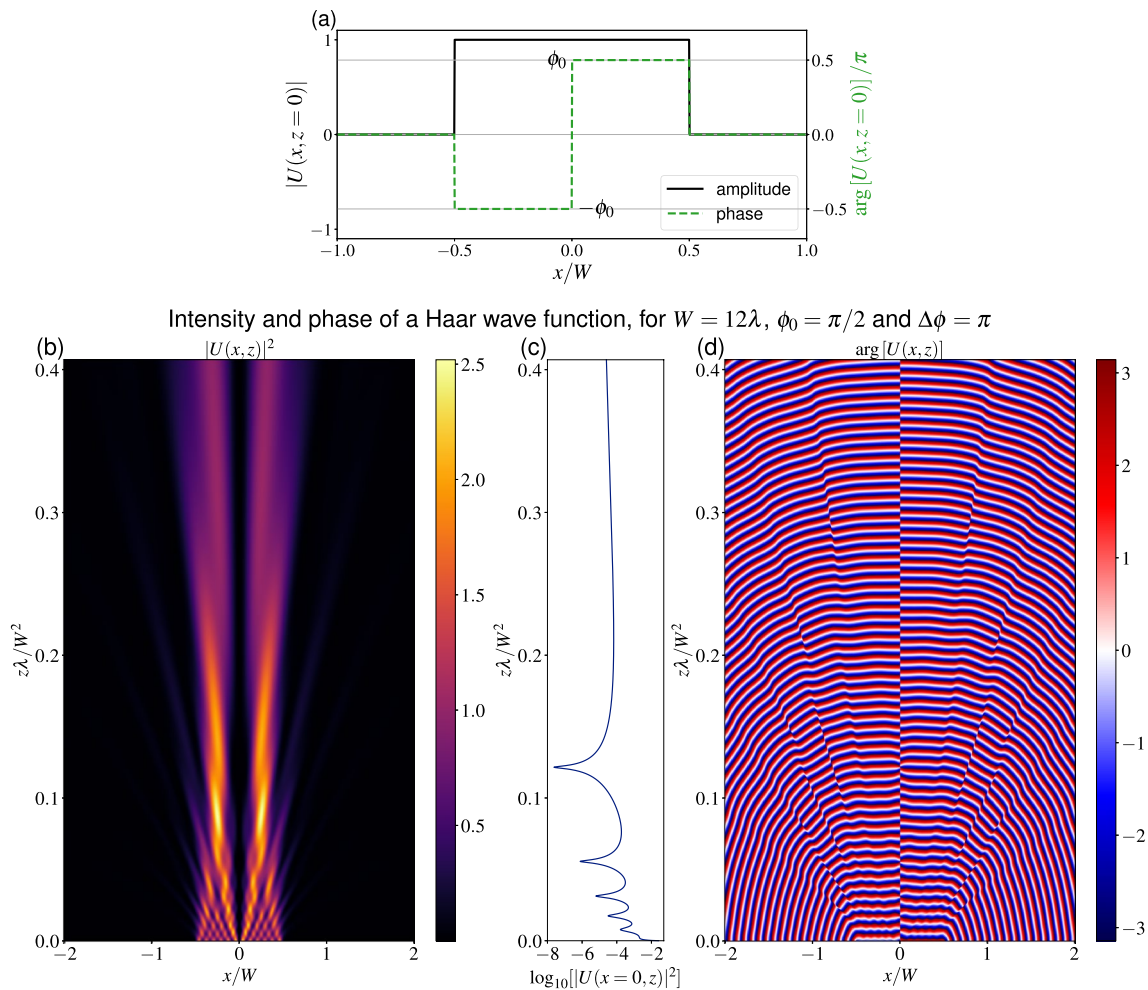 (a)
|U(x, z = 0)|
1
0
−1
ϕ₀
−ϕ₀
amplitude
phase
0.5
0.0
−0.5
arg [U(x, z = 0)] /π
−1.0 −0.5 0.0 0.5 1.0
x/W
Intensity and phase of a Haar wave function, for W = 12λ, ϕ₀ = π/2 and Δϕ = π
(b)
|U(x, z)|²
zλ/W²
0.4
0.3
0.2
0.1
0.0
−2 −1 0 1 2
x/W
2.5
2.0
1.5
1.0
0.5
(c)
zλ/W²
0.4
0.3
0.2
0.1
0.0
−8 −6 −4 −2
log₁₀[|U(x = 0, z)|²]
(d)
arg [U(x, z)]
zλ/W²
0.4
0.3
0.2
0.1
0.0
−2 −1 0 1 2
x/W
3
2
1
0
−1
−2
−3